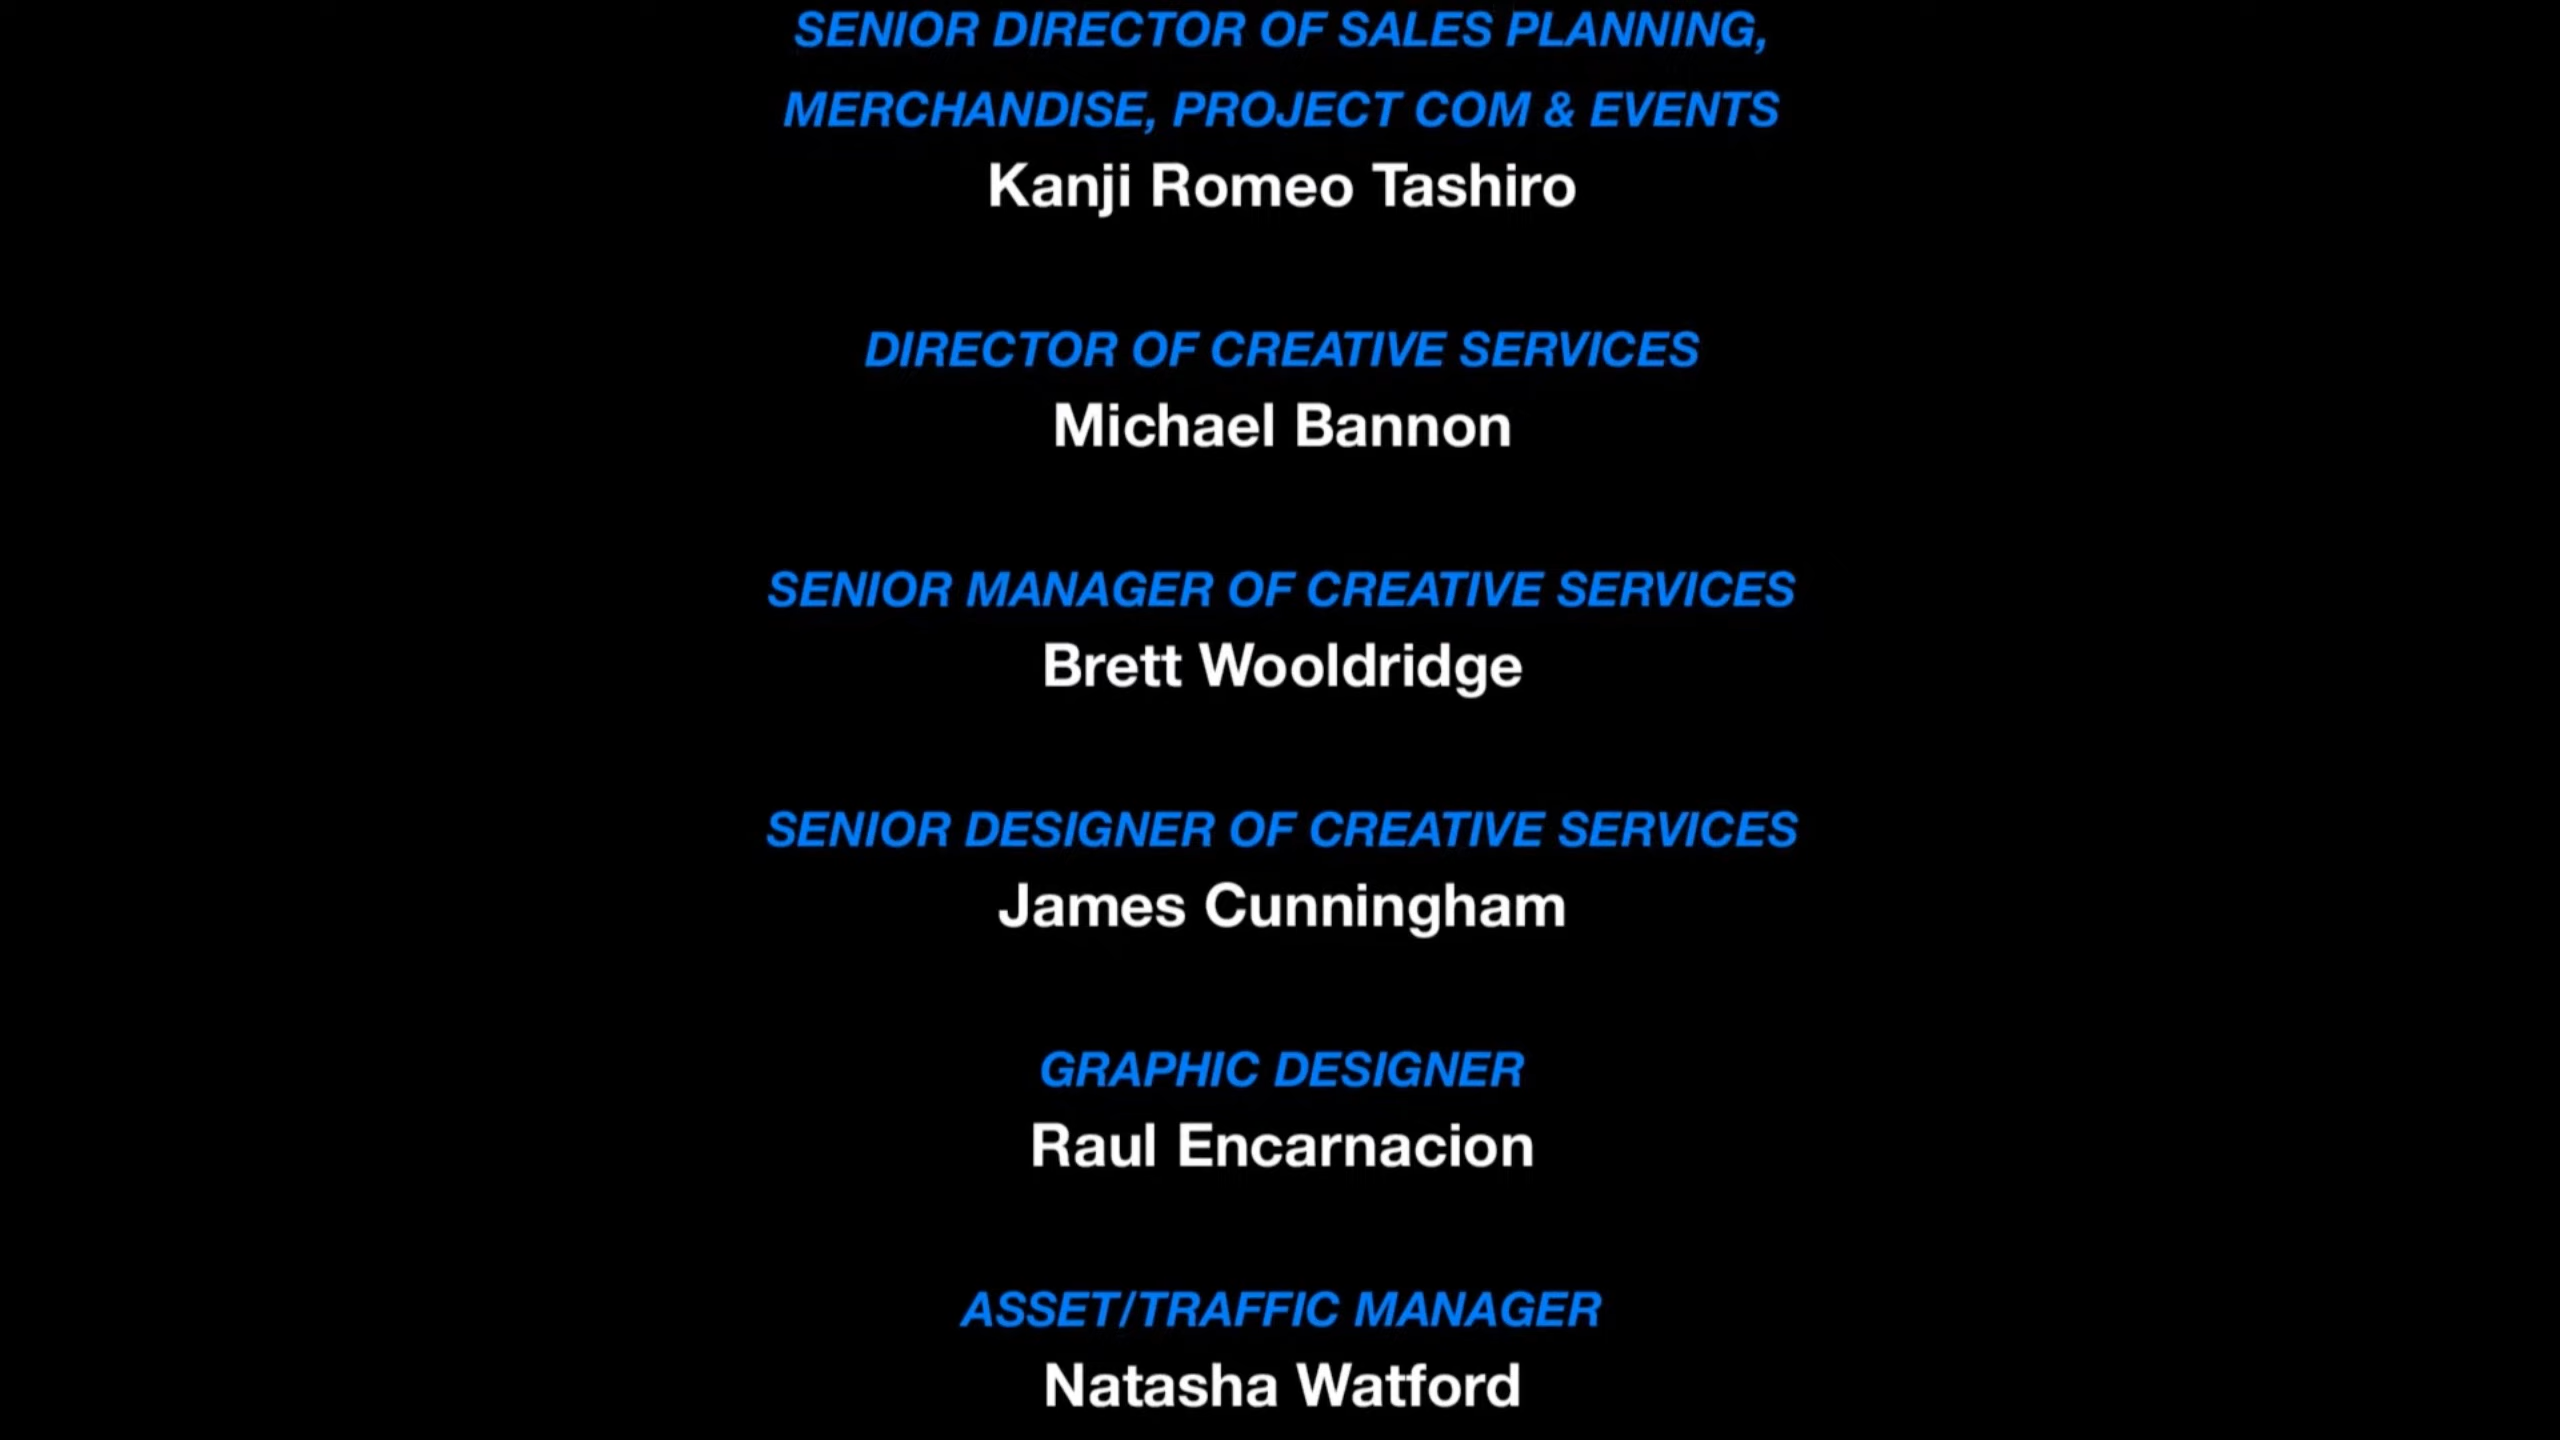 SENIOR DIRECTOR OF SALES PLANNING,
MERCHANDISE, PROJECT COM & EVENTS
Kanji Romeo Tashiro
DIRECTOR OF CREATIVE SERVICES
Michael Bannon
SENIOR MANAGER OF CREATIVE SERVICES
Brett Wooldridge
SENIOR DESIGNER OF CREATIVE SERVICES
James Cunningham
GRAPHIC DESIGNER
Raul Encarnacion
ASSET/TRAFFIC MANAGER
Natasha Watford